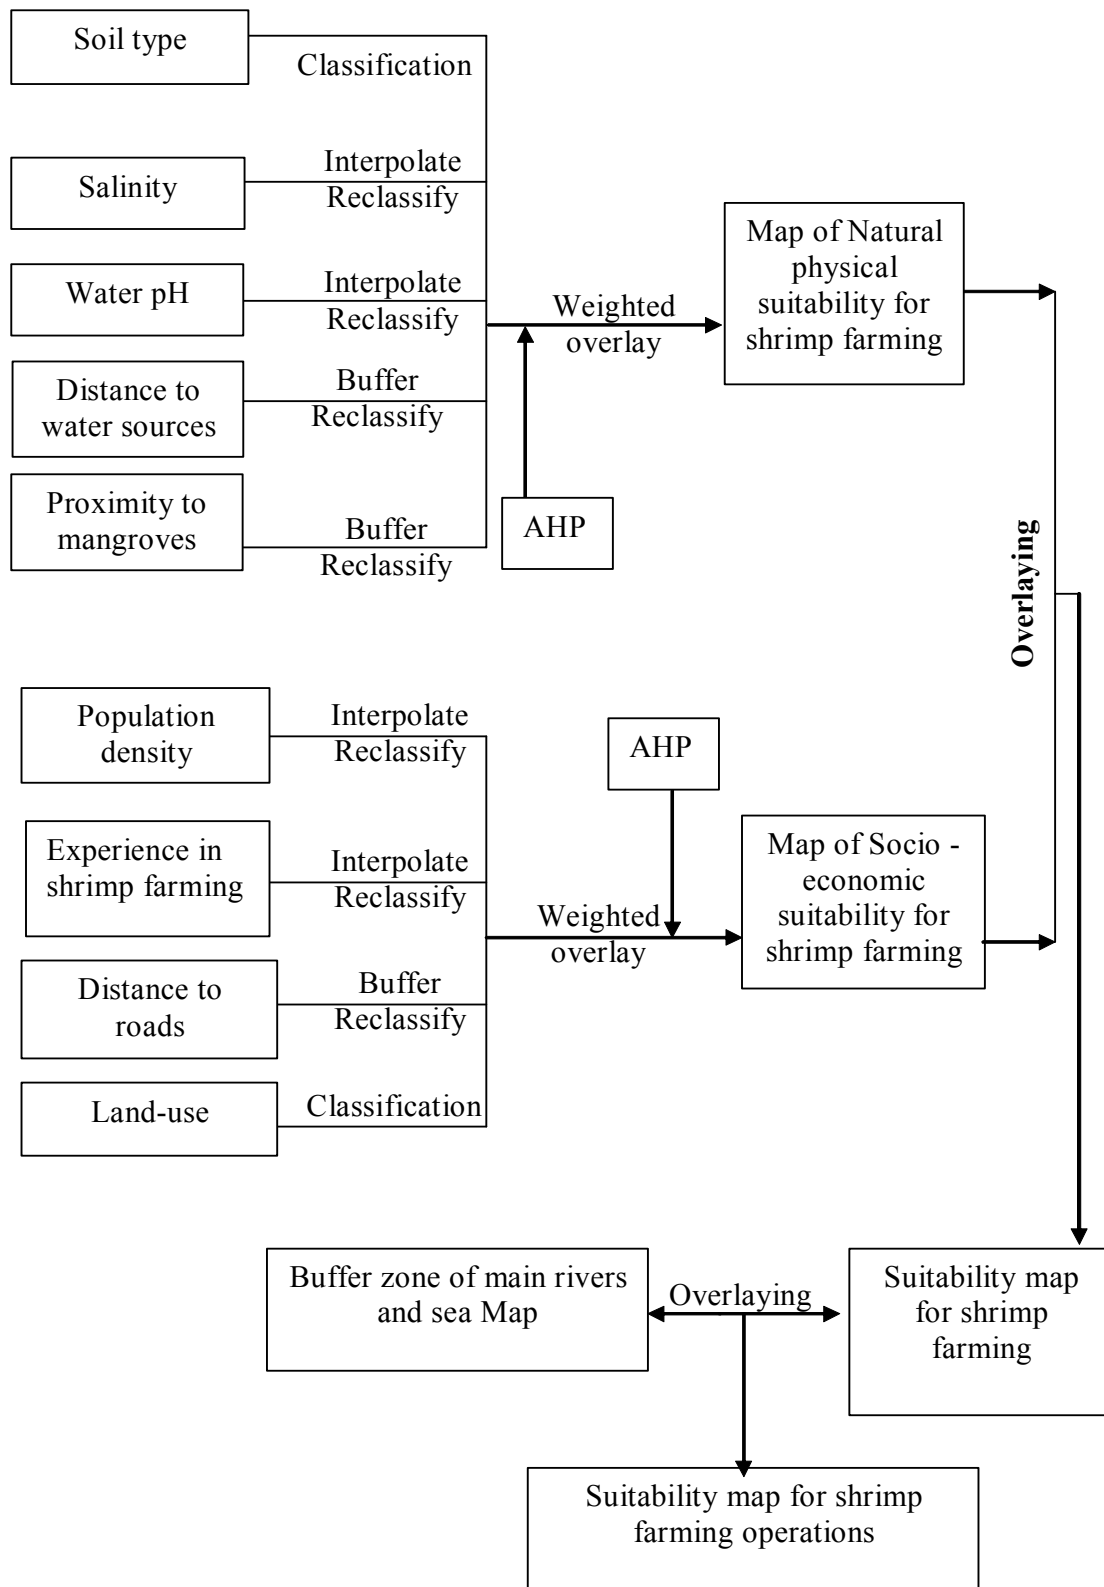 Soil type
Classification
Salinity
Interpolate
Reclassify
Water pH
Interpolate
Reclassify
Distance to
water sources
Buffer
Reclassify
Proximity to
mangroves
Buffer
Reclassify
AHP
Weighted
overlay
Map of Natural
physical
suitability for
shrimp farming
Overlaying
Population
density
Interpolate
Reclassify
Experience in
shrimp farming
Interpolate
Reclassify
Distance to
roads
Buffer
Reclassify
Land-use
Classification
AHP
Weighted
overlay
Map of Socio -
economic
suitability for
shrimp farming
Buffer zone of main rivers
and sea Map
Overlaying
Suitability map
for shrimp
farming
Suitability map for shrimp
farming operations